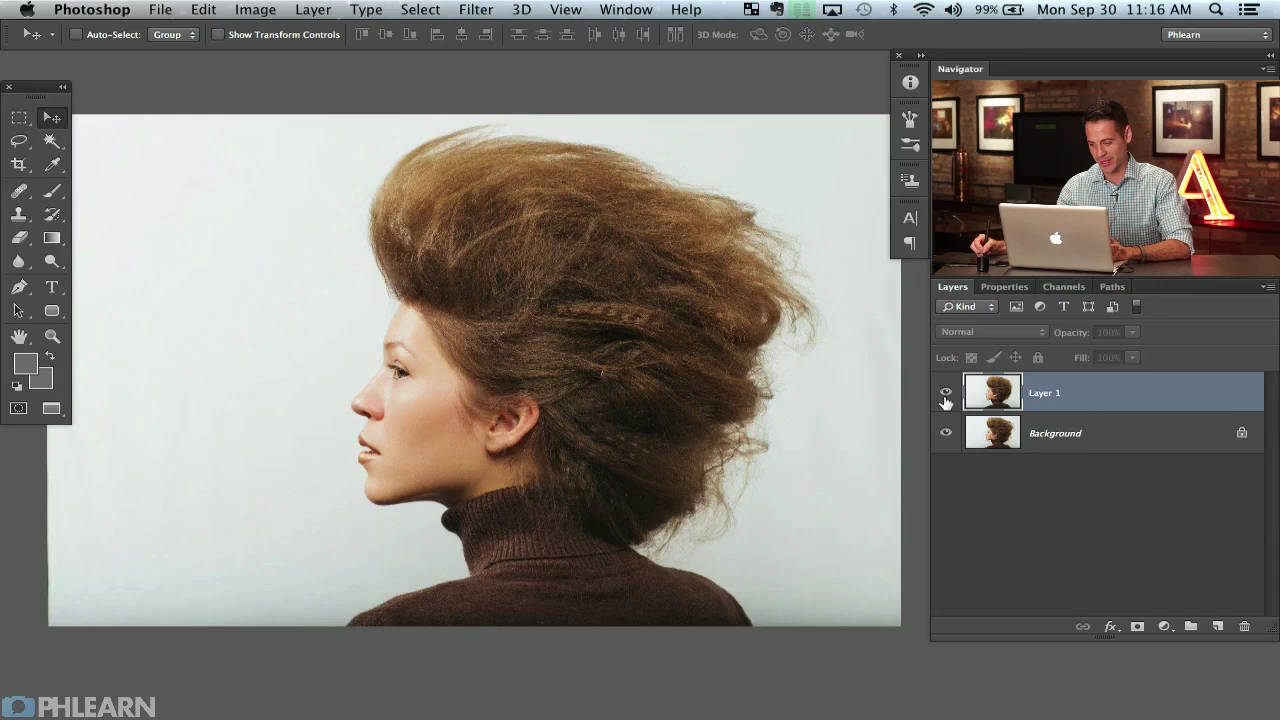 Photoshop File Edit Image Layer Type Select Filter 3D View Window Help 99% Mon Sep 30 11:16 AM
Auto-Select: Group Show Transform Controls 3D Mode: Phlearn
Navigator
A
Layers Properties Channels Paths
Kind
Normal Opacity: 100%
Lock: Fill: 100%
Layer 1
Background
fx
PHLEARN